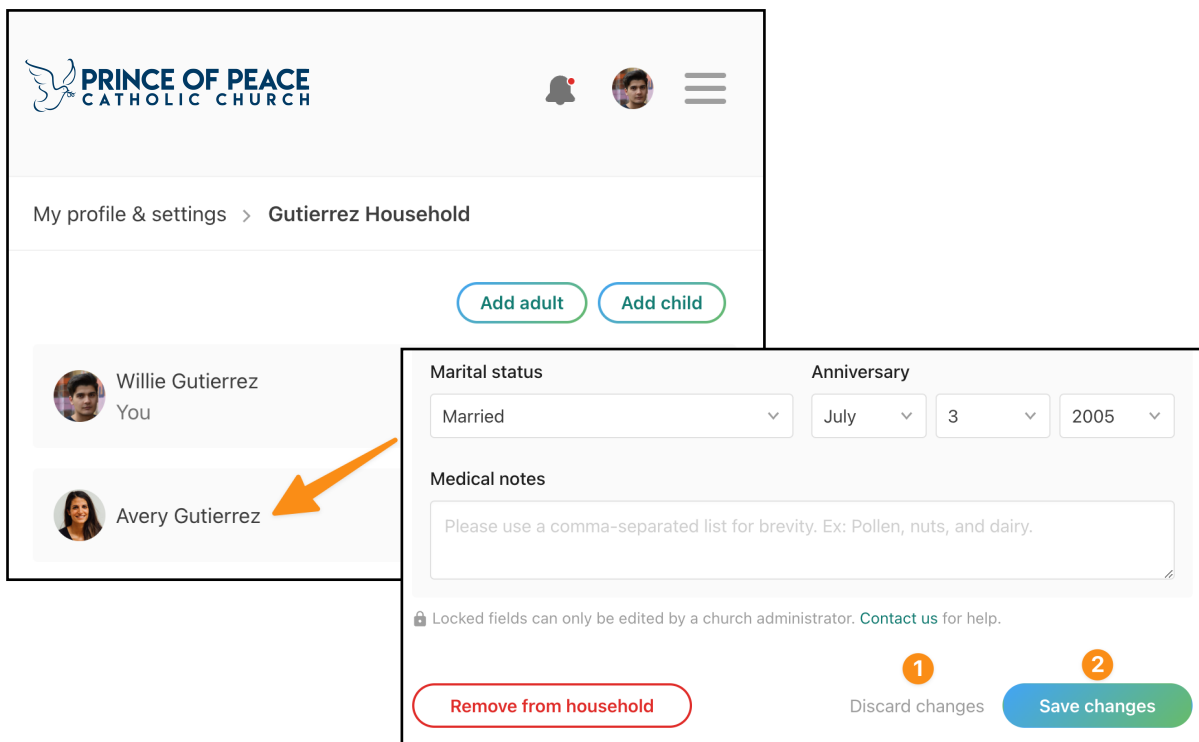 PRINCE OF PEACE
CATHOLIC CHURCH
My profile & settings > Gutierrez Household
Add adult Add child
Willie Gutierrez
You
Avery Gutierrez
Marital status Anniversary
Married July 3 2005
Medical notes
Please use a comma-separated list for brevity. Ex: Pollen, nuts, and dairy.
Locked fields can only be edited by a church administrator. Contact us for help.
1 2
Remove from household Discard changes Save changes